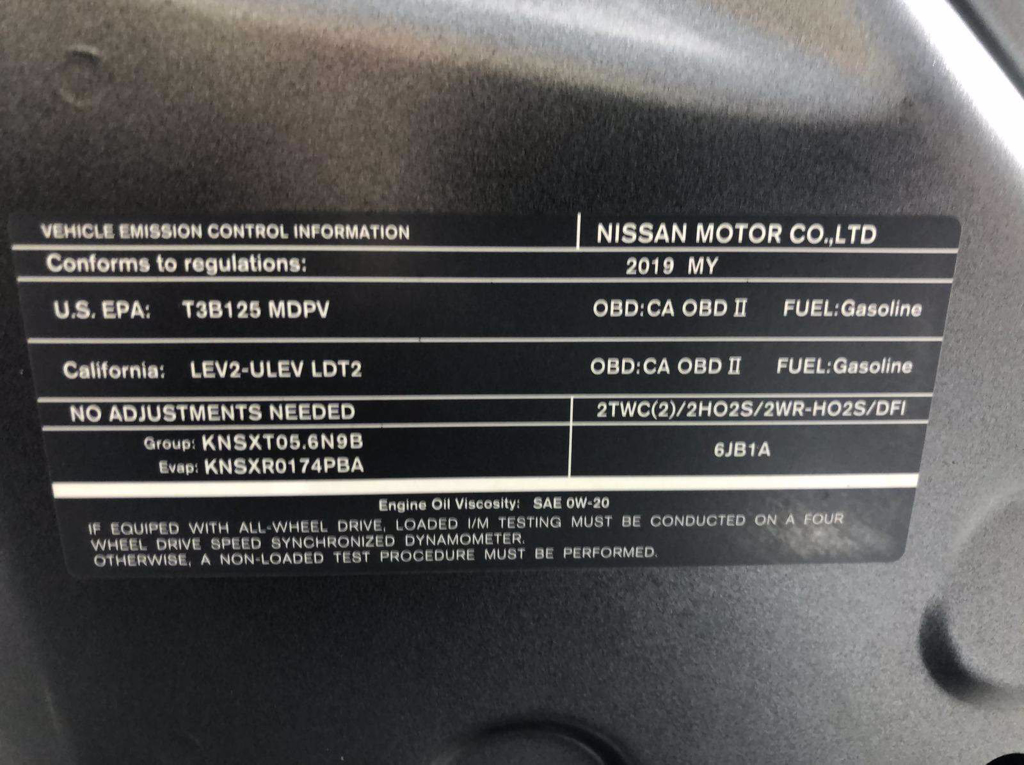 VEHICLE EMISSION CONTROL INFORMATION NISSAN MOTOR CO.,LTD
Conforms to regulations: 2019 MY
U.S. EPA: T3B125 MDPV OBD:CA OBD II FUEL:Gasoline
California: LEV2-ULEV LDT2 OBD:CA OBD II FUEL:Gasoline
NO ADJUSTMENTS NEEDED 2TWC(2)/2HO2S/2WR-HO2S/DFI
Group: KNSXT05.6N9B
Evap: KNSXR0174PBA
6JB1A
Engine Oil Viscosity: SAE 0W-20
IF EQUIPED WITH ALL-WHEEL DRIVE, LOADED I/M TESTING MUST BE CONDUCTED ON A FOUR
WHEEL DRIVE SPEED SYNCHRONIZED DYNAMOMETER.
OTHERWISE, A NON-LOADED TEST PROCEDURE MUST BE PERFORMED.